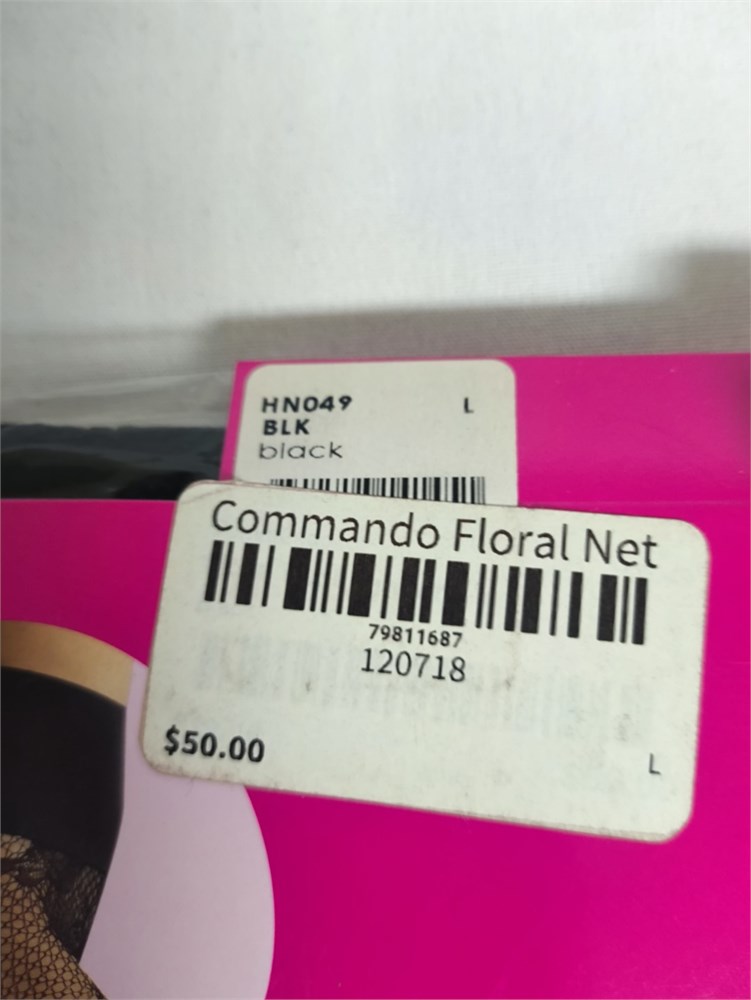 HN049 L
BLK
black
Commando Floral Net
79811687
120718
$50.00 L